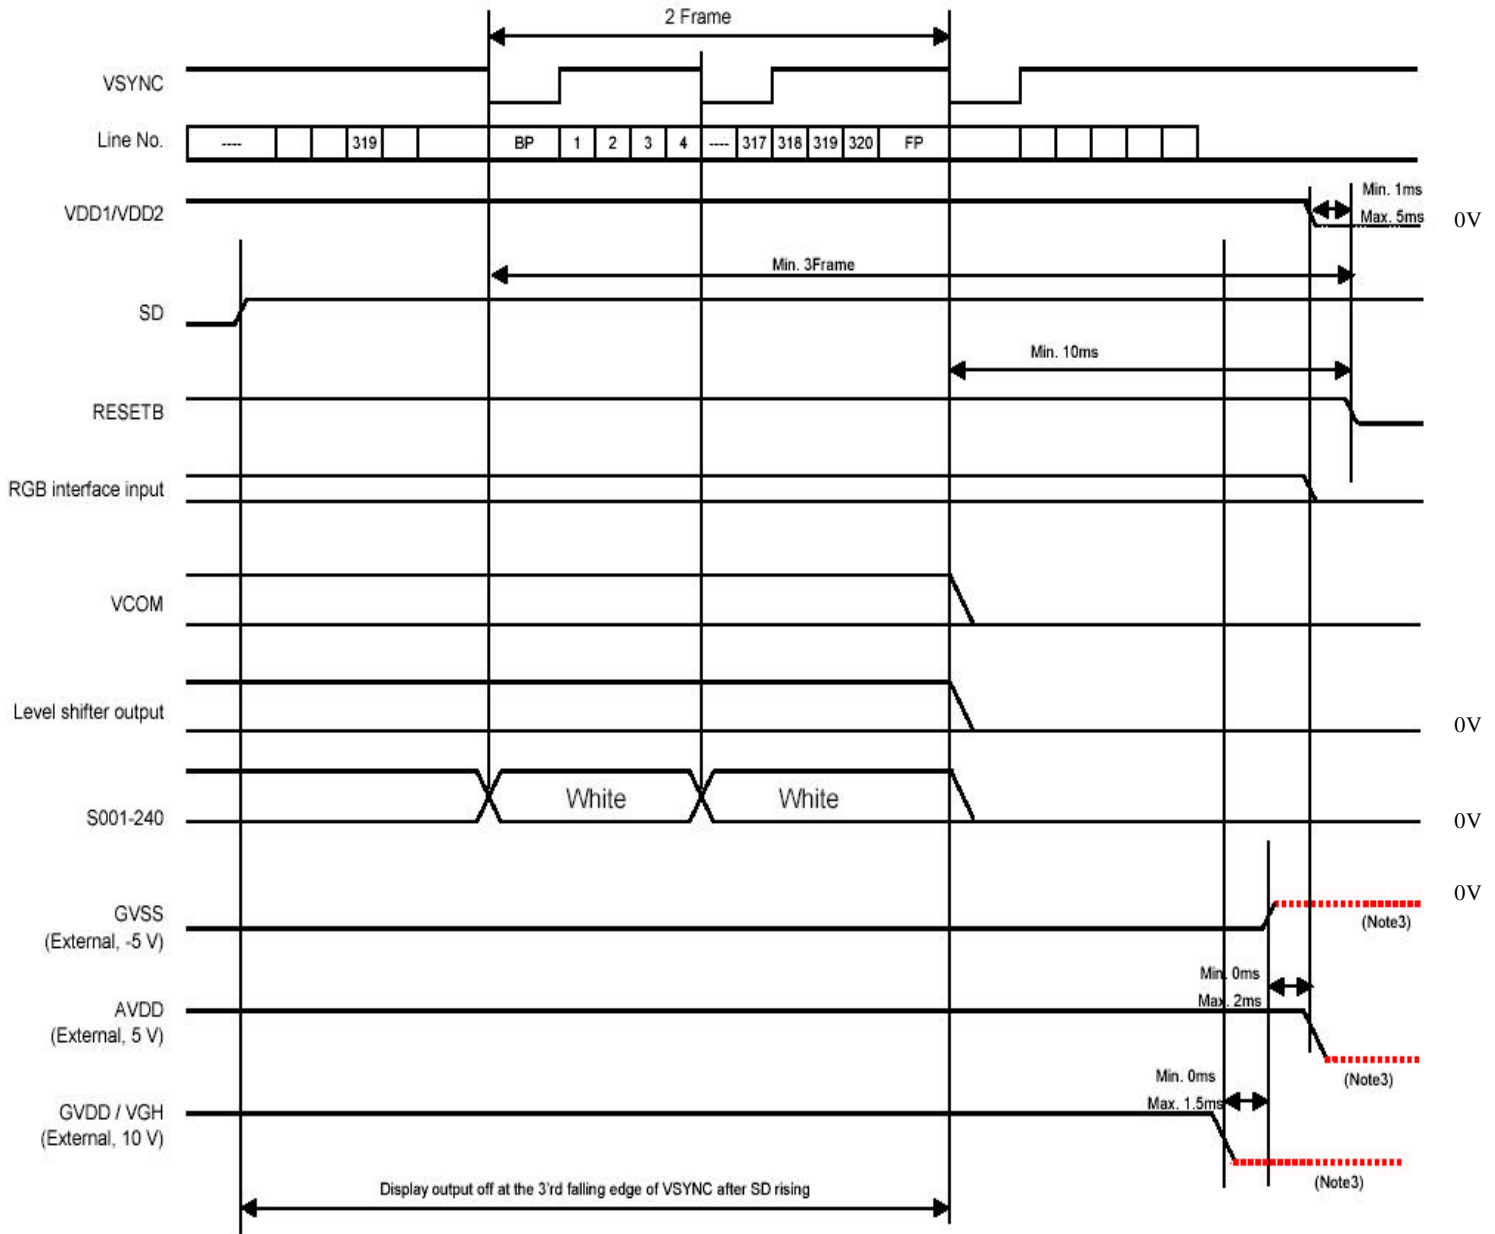 2 Frame
VSYNC
Line No.
---- 319 BP 1 2 3 4 ---- 317 318 319 320 FP
VDD1/VDD2
Min. 1ms
Max. 5ms
0V
Min. 3Frame
SD
Min. 10ms
RESETB
RGB interface input
VCOM
Level shifter output
0V
White White
S001-240
0V
0V
GVSS
(External, -5 V)
(Note3)
Min. 0ms
Max. 2ms
AVDD
(External, 5 V)
(Note3)
Min. 0ms
Max. 1.5ms
GVDD / VGH
(External, 10 V)
(Note3)
Display output off at the 3'rd falling edge of VSYNC after SD rising